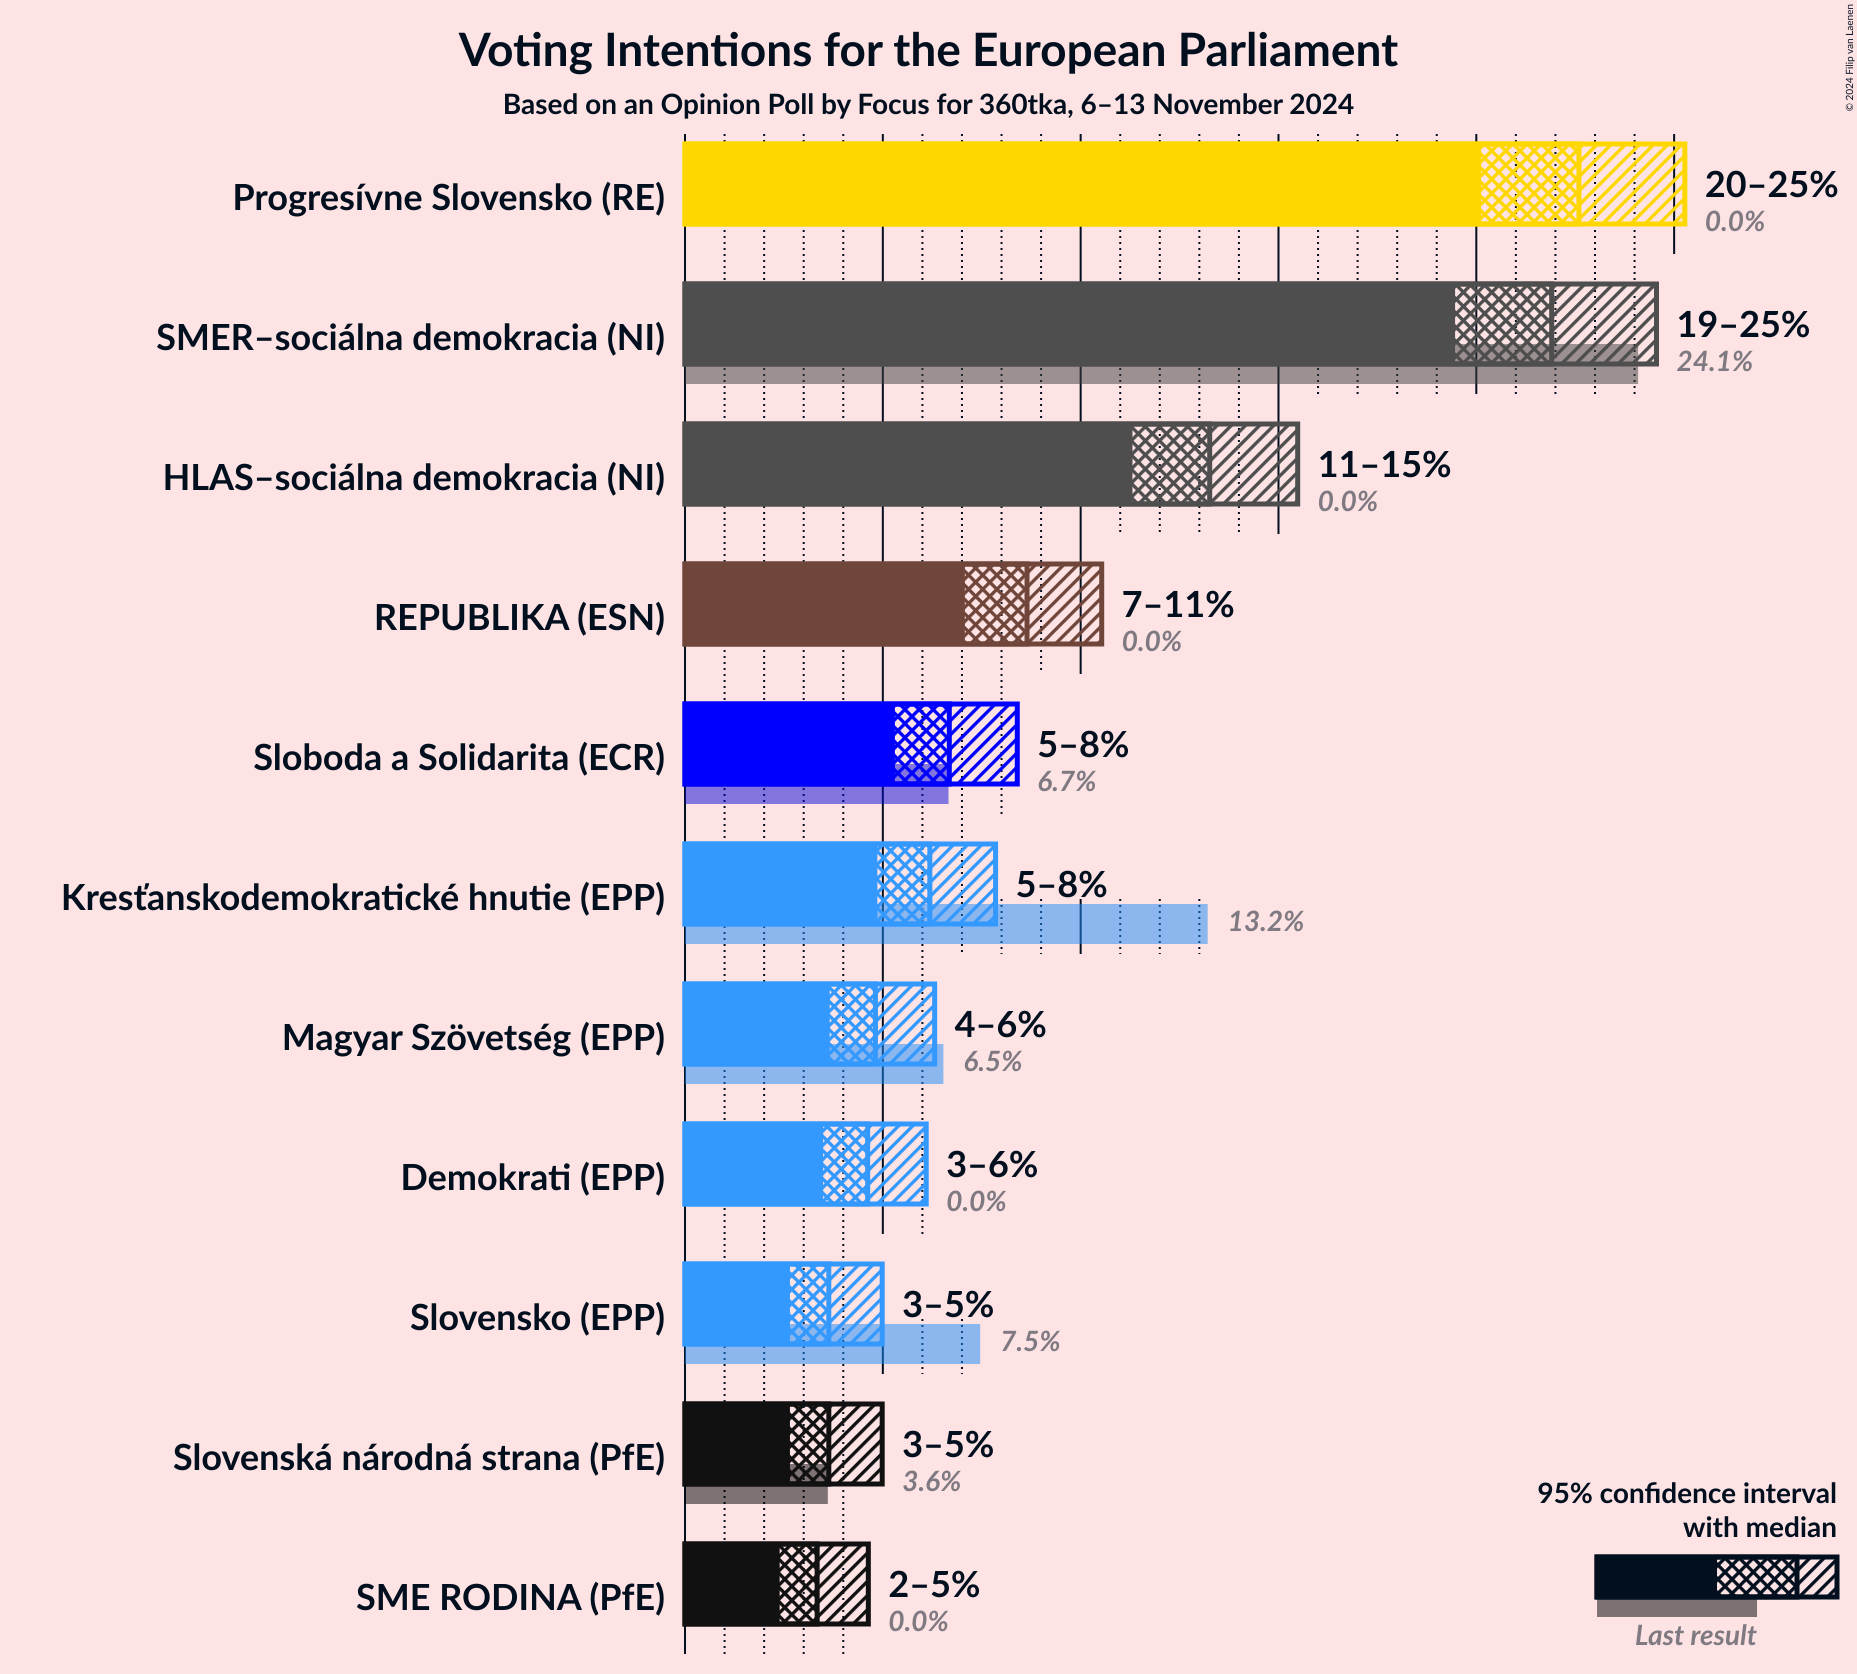 Voting Intentions for the European Parliament
Based on an Opinion Poll by Focus for 360tka, 6–13 November 2024
© 2024 Filip van Laenen
Progresívne Slovensko (RE)
20–25%
0.0%
SMER–sociálna demokracia (NI)
19–25%
24.1%
HLAS–sociálna demokracia (NI)
11–15%
0.0%
REPUBLIKA (ESN)
7–11%
0.0%
Sloboda a Solidarita (ECR)
5–8%
6.7%
Kresťanskodemokratické hnutie (EPP)
5–8%
13.2%
Magyar Szövetség (EPP)
4–6%
6.5%
Demokrati (EPP)
3–6%
0.0%
Slovensko (EPP)
3–5%
7.5%
Slovenská národná strana (PfE)
3–5%
3.6%
SME RODINA (PfE)
2–5%
0.0%
95% confidence interval
with median
Last result